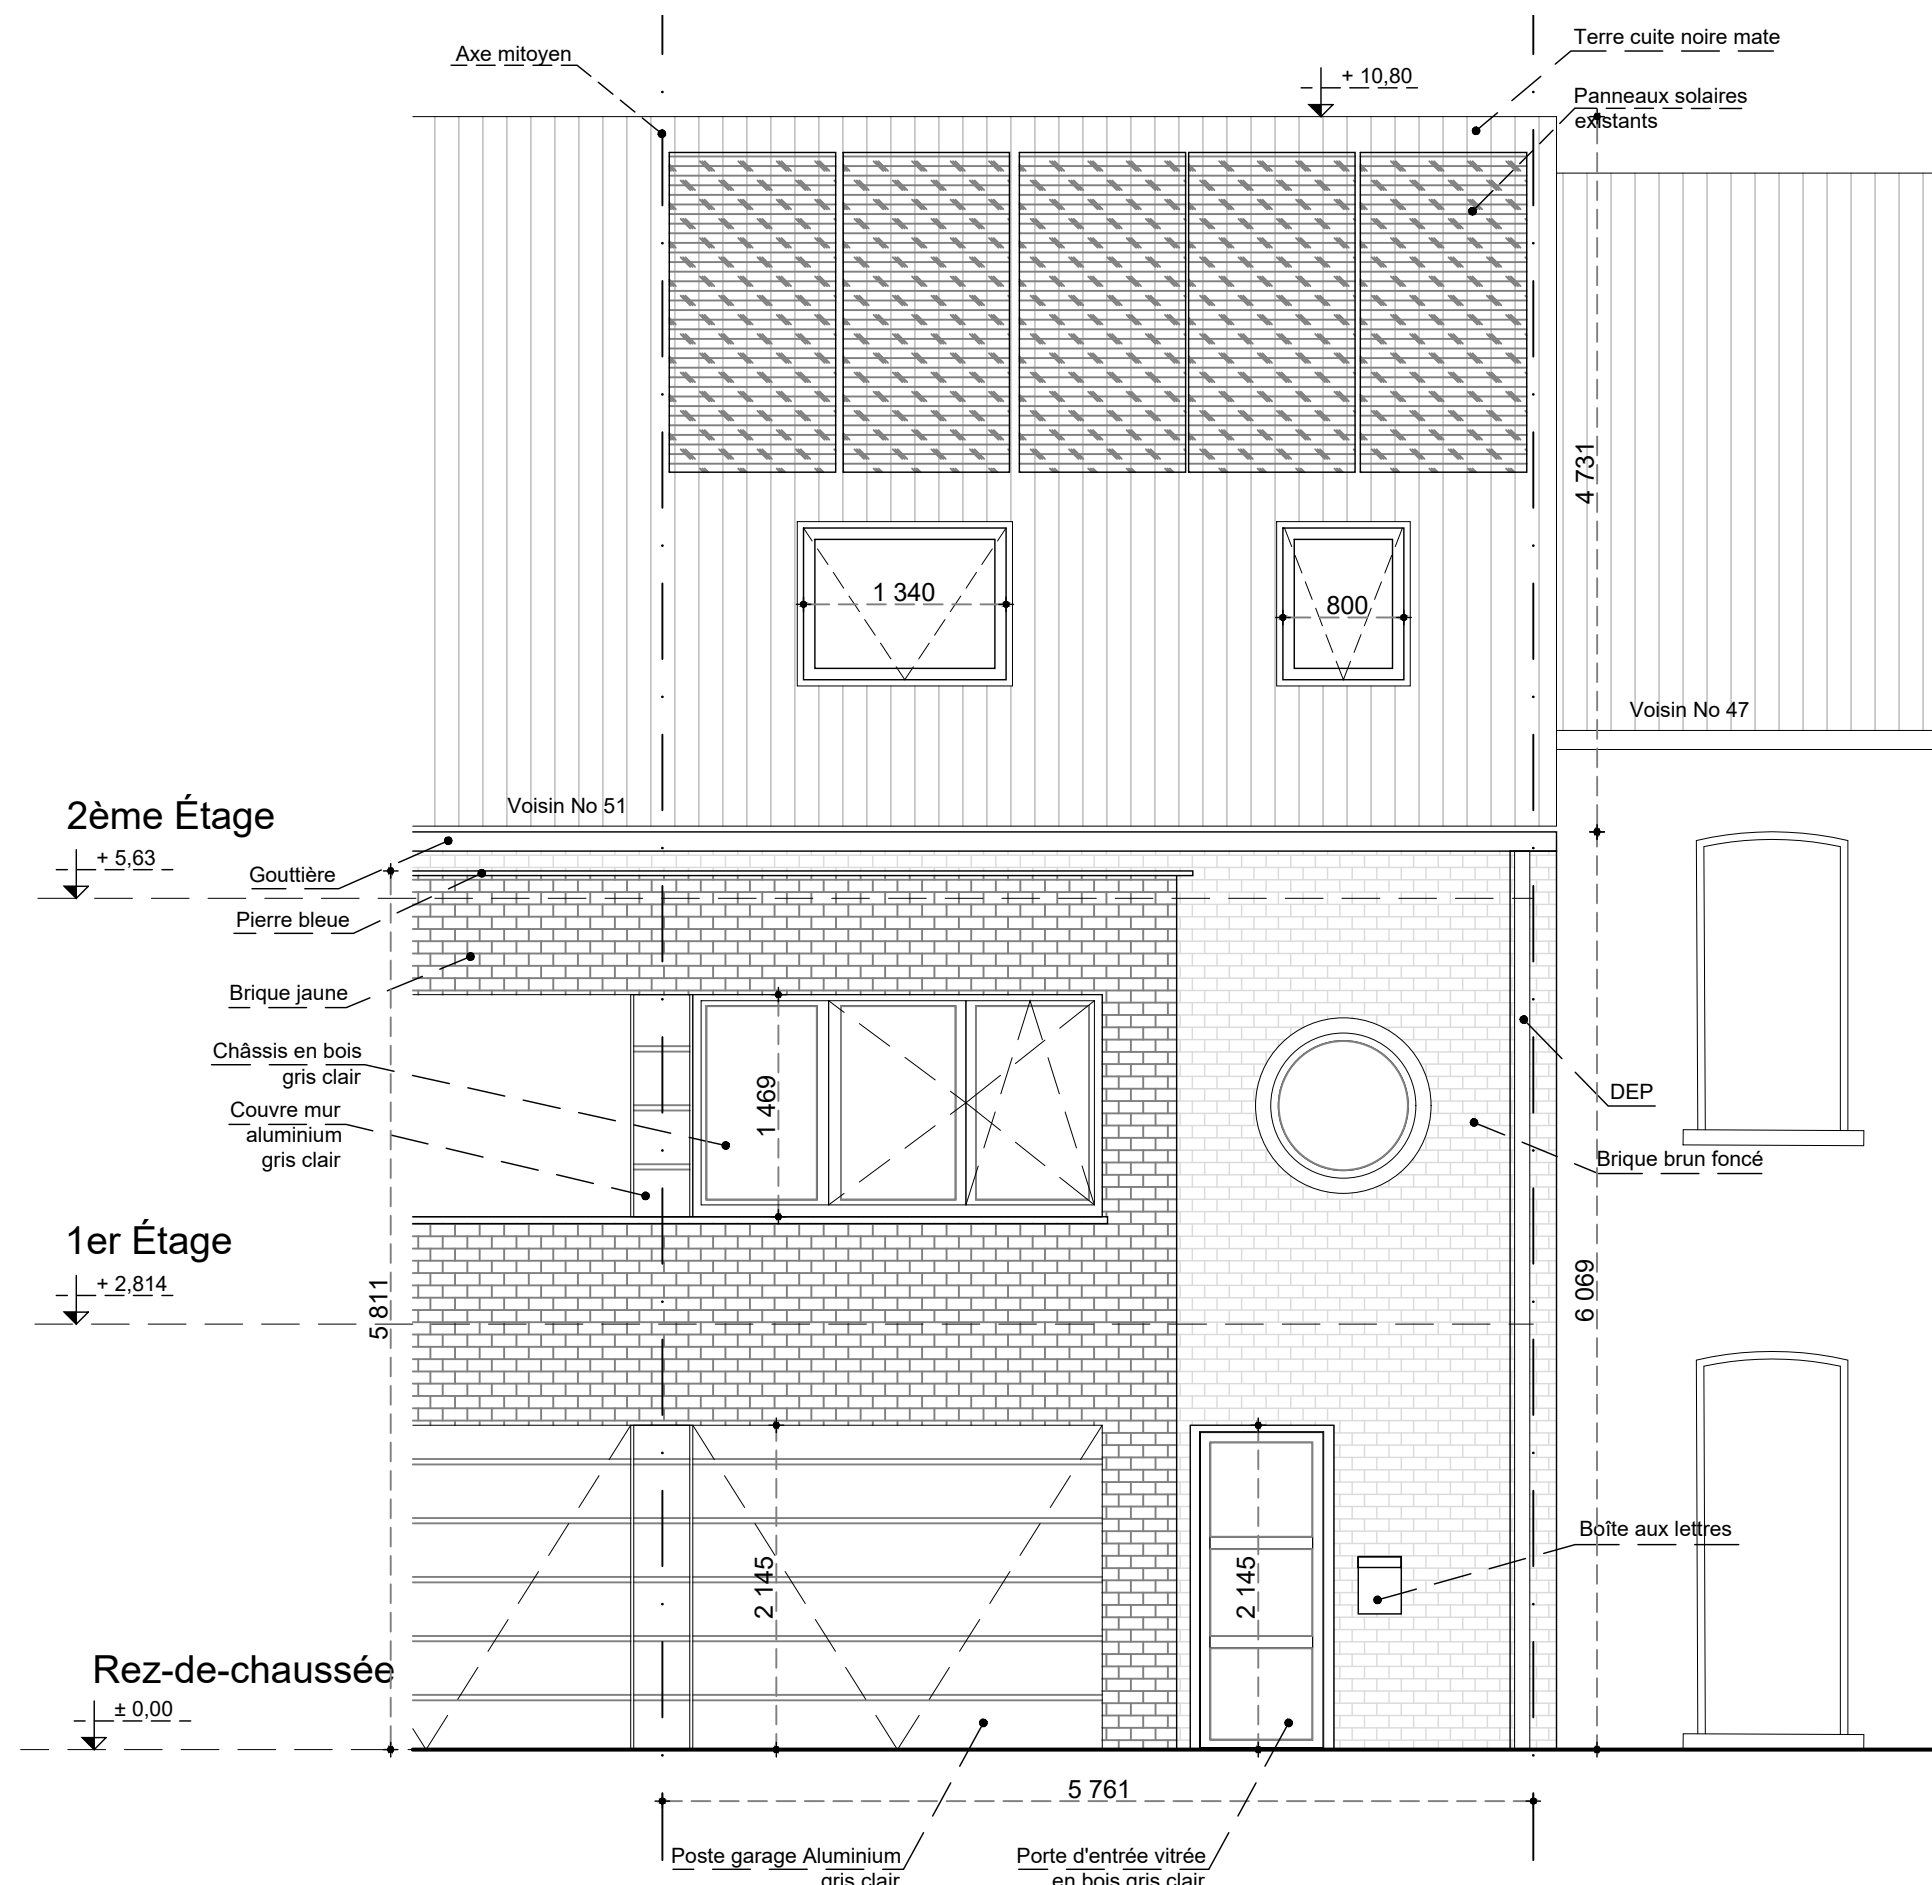 Axe mitoyen
Terre cuite noire mate
+ 10,80
Panneaux solaires
existants
4 731
1 340
800
Voisin No 47
Voisin No 51
2ème Étage
+ 5,63
Gouttière
Pierre bleue
Brique jaune
Châssis en bois
gris clair
Couvre mur
aluminium
gris clair
1 469
DEP
Brique brun foncé
1er Étage
+ 2,814
5 811
6 069
Boîte aux lettres
2 145
2 145
Rez-de-chaussée
± 0,00
5 761
Poste garage Aluminium
gris clair
Porte d'entrée vitrée
en bois gris clair